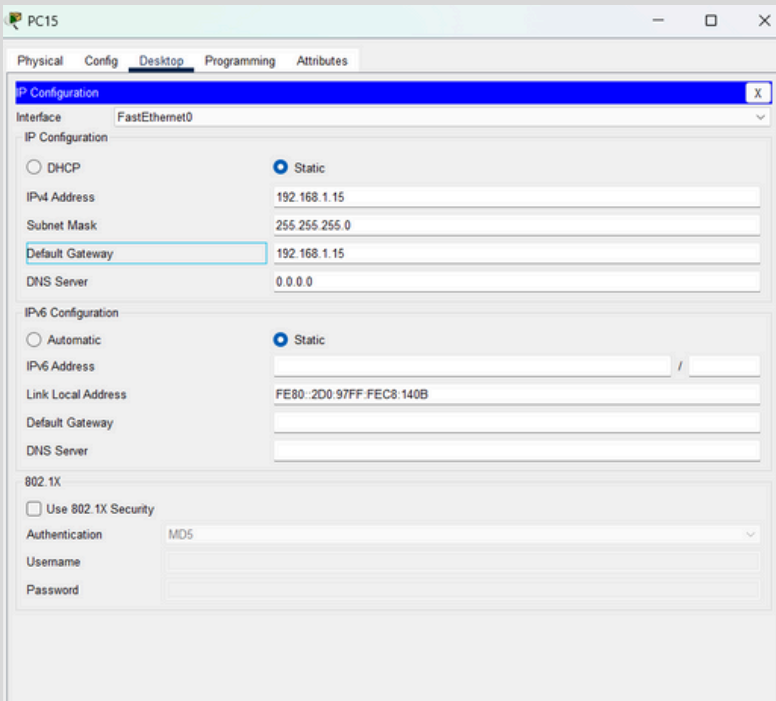 PC15
Physical Config Desktop Programming Attributes
IP Configuration X
Interface FastEthernet0
IP Configuration
DHCP Static
IPv4 Address 192.168.1.15
Subnet Mask 255.255.255.0
Default Gateway 192.168.1.15
DNS Server 0.0.0.0
IPv6 Configuration
Automatic Static
IPv6 Address /
Link Local Address FE80::2D0:97FF:FEC8:140B
Default Gateway
DNS Server
802.1X
Use 802.1X Security
Authentication MD5
Username
Password